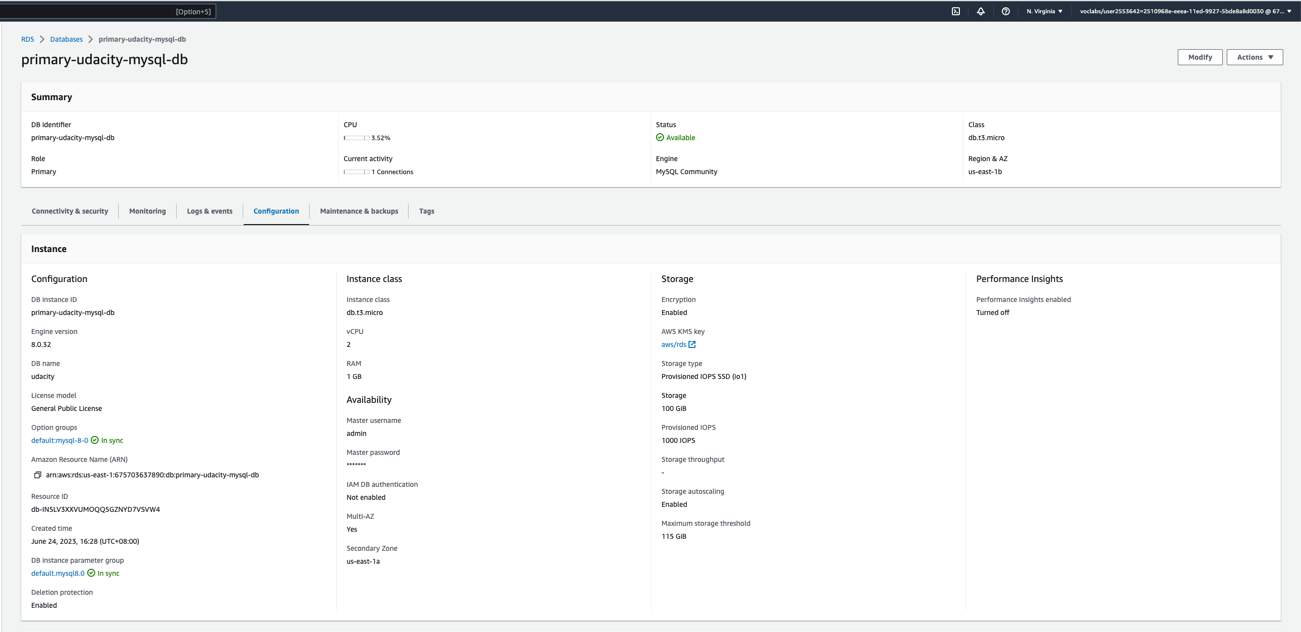 [Option+S]
N. Virginia
voclabs/user2553642=2510968e-eeea-11ed-9927-5bde8a8d0030 @ 67...
RDS > Databases > primary-udacity-mysql-db
primary-udacity-mysql-db
Modify
Actions
Summary
DB identifier
primary-udacity-mysql-db
CPU
3.52%
Status
Available
Class
db.t3.micro
Role
Primary
Current activity
1 Connections
Engine
MySQL Community
Region & AZ
us-east-1b
Connectivity & security
Monitoring
Logs & events
Configuration
Maintenance & backups
Tags
Instance
Configuration
DB instance ID
primary-udacity-mysql-db
Engine version
8.0.32
DB name
udacity
License model
General Public License
Option groups
default:mysql-8-0 In sync
Amazon Resource Name (ARN)
arn:aws:rds:us-east-1:675703637890:db:primary-udacity-mysql-db
Resource ID
db-INSLV3XXVUMOQQ5GZNYD7VSVW4
Created time
June 24, 2023, 16:28 (UTC+08:00)
DB instance parameter group
default.mysql8.0 In sync
Deletion protection
Enabled
Instance class
Instance class
db.t3.micro
vCPU
2
RAM
1 GB
Availability
Master username
admin
Master password
*******
IAM DB authentication
Not enabled
Multi-AZ
Yes
Secondary Zone
us-east-1a
Storage
Encryption
Enabled
AWS KMS key
aws/rds
Storage type
Provisioned IOPS SSD (io1)
Storage
100 GiB
Provisioned IOPS
1000 IOPS
Storage throughput
-
Storage autoscaling
Enabled
Maximum storage threshold
115 GiB
Performance Insights
Performance Insights enabled
Turned off